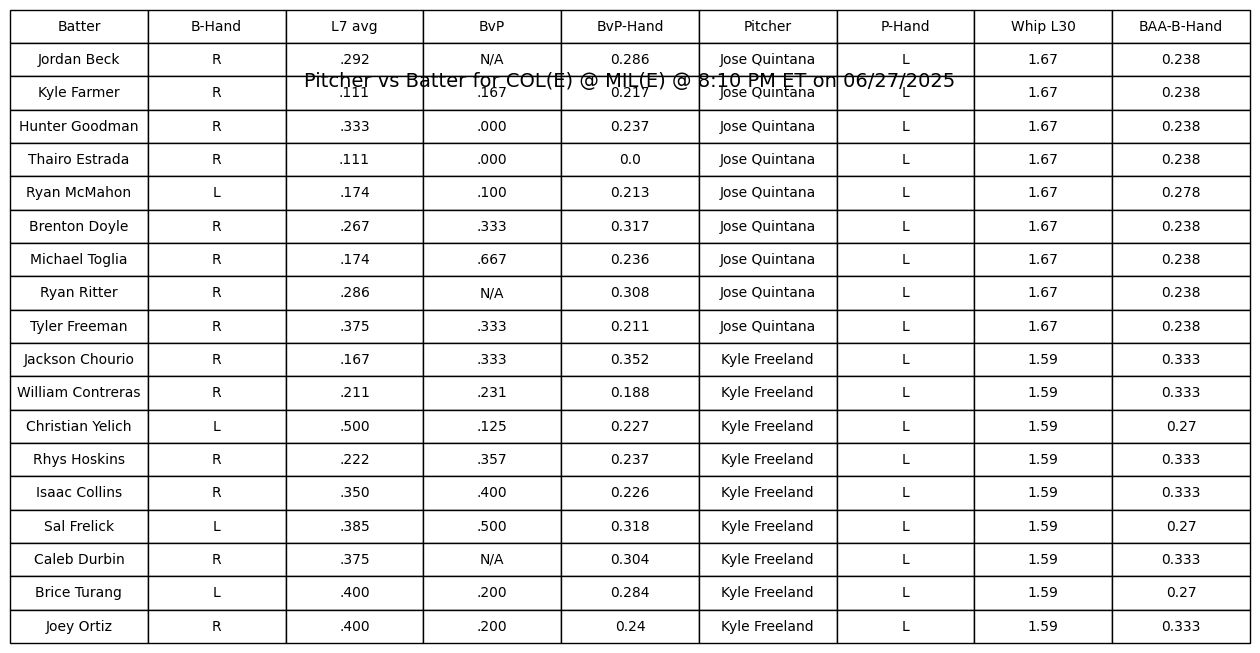 Batter B-Hand L7 avg BvP BvP-Hand Pitcher P-Hand Whip L30 BAA-B-Hand
Jordan Beck R .292 N/A 0.286 Jose Quintana L 1.67 0.238
Pitcher vs Batter for COL(E) @ MIL(E) @ 8:10 PM ET on 06/27/2025
Kyle Farmer R .111 .167 0.217 Jose Quintana L 1.67 0.238
Hunter Goodman R .333 .000 0.237 Jose Quintana L 1.67 0.238
Thairo Estrada R .111 .000 0.0 Jose Quintana L 1.67 0.238
Ryan McMahon L .174 .100 0.213 Jose Quintana L 1.67 0.278
Brenton Doyle R .267 .333 0.317 Jose Quintana L 1.67 0.238
Michael Toglia R .174 .667 0.236 Jose Quintana L 1.67 0.238
Ryan Ritter R .286 N/A 0.308 Jose Quintana L 1.67 0.238
Tyler Freeman R .375 .333 0.211 Jose Quintana L 1.67 0.238
Jackson Chourio R .167 .333 0.352 Kyle Freeland L 1.59 0.333
William Contreras R .211 .231 0.188 Kyle Freeland L 1.59 0.333
Christian Yelich L .500 .125 0.227 Kyle Freeland L 1.59 0.27
Rhys Hoskins R .222 .357 0.237 Kyle Freeland L 1.59 0.333
Isaac Collins R .350 .400 0.226 Kyle Freeland L 1.59 0.333
Sal Frelick L .385 .500 0.318 Kyle Freeland L 1.59 0.27
Caleb Durbin R .375 N/A 0.304 Kyle Freeland L 1.59 0.333
Brice Turang L .400 .200 0.284 Kyle Freeland L 1.59 0.27
Joey Ortiz R .400 .200 0.24 Kyle Freeland L 1.59 0.333